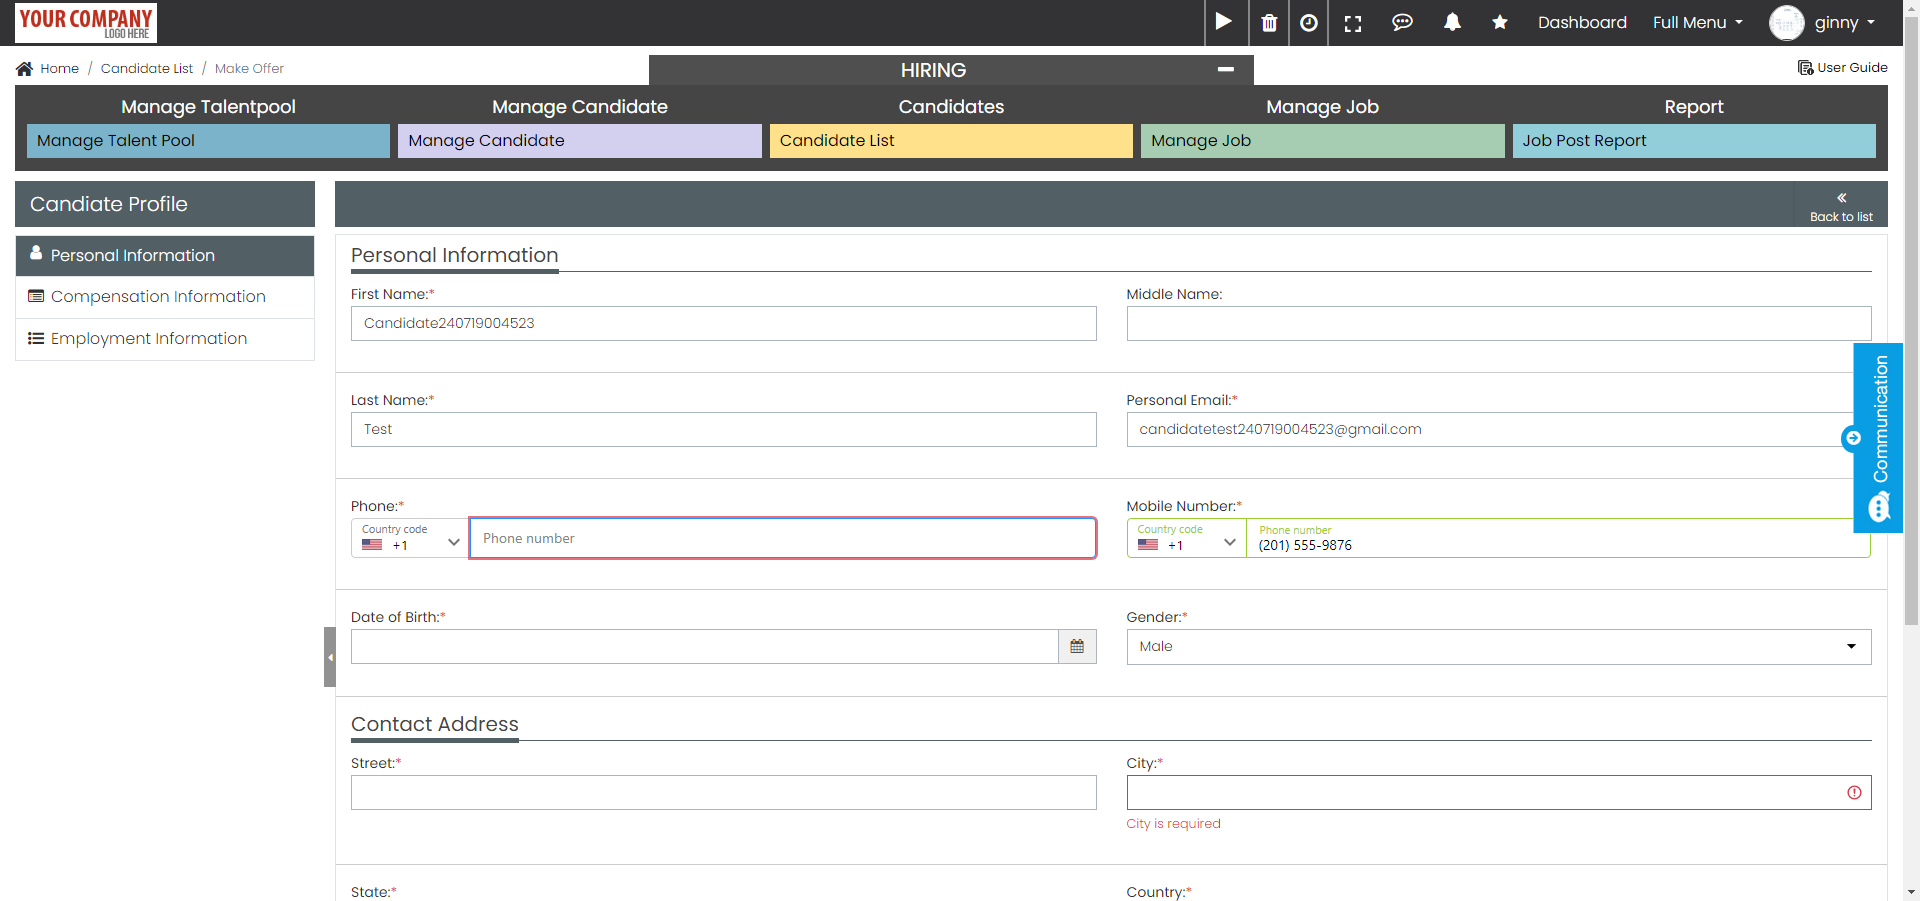 YOUR COMPANY
LOGO HERE
Dashboard
Full Menu
ginny
Home / Candidate List / Make Offer
HIRING
User Guide
Manage Talentpool
Manage Candidate
Candidates
Manage Job
Report
Manage Talent Pool
Manage Candidate
Candidate List
Manage Job
Job Post Report
Candiate Profile
Back to list
Personal Information
Compensation Information
Employment Information
Personal Information
First Name:*
Candidate240719004523
Middle Name:
Last Name:*
Test
Personal Email:*
candidatetest240719004523@gmail.com
Communication
Phone:*
Country code
+1
Phone number
Mobile Number:*
Country code
+1
Phone number
(201) 555-9876
Date of Birth:*
Gender:*
Male
Contact Address
Street:*
City:*
City is required
State:*
Country:*